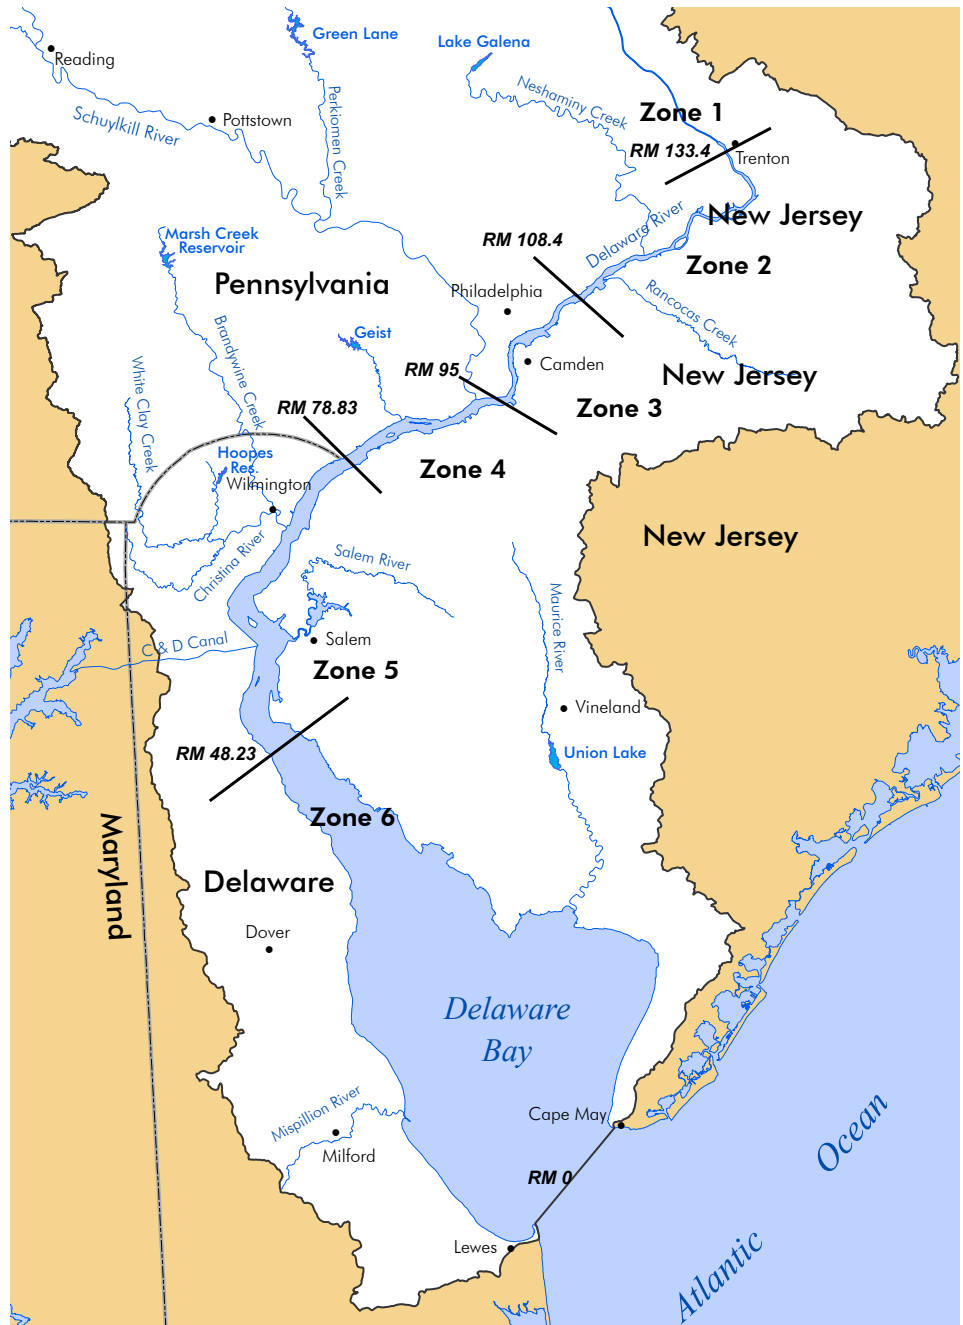 Green Lane
Lake Galena
Reading
Neshaminy Creek
Perkiomen Creek
Zone 1
Schuylkill River
Pottstown
RM 133.4
Trenton
Delaware River
New Jersey
Marsh Creek
Reservoir
RM 108.4
Zone 2
Pennsylvania
Philadelphia
Rancocas Creek
Brandywine Creek
Geist
White Clay Creek
RM 95
Camden
New Jersey
RM 78.83
Zone 3
Hoopes
Res.
Zone 4
Wilmington
New Jersey
Christina River
Salem River
Maurice River
C & D Canal
Salem
Zone 5
Vineland
RM 48.23
Union Lake
Zone 6
Maryland
Delaware
Dover
Delaware
Bay
Mispillion River
Cape May
Ocean
Milford
RM 0
Lewes
Atlantic